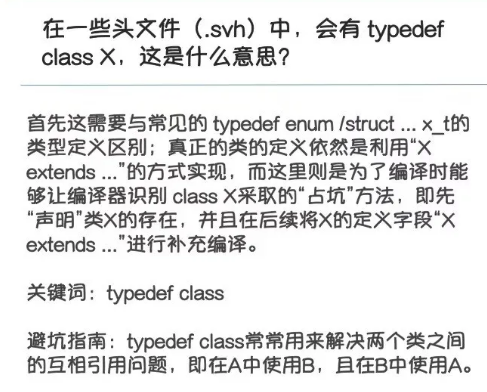 在一些头文件（.svh）中，会有 typedef
class X，这是什么意思？
首先这需要与常见的 typedef enum /struct ... x_t的
类型定义区别；真正的类的定义依然是利用“X
extends ...”的方式实现，而这里则是为了编译时能
够让编译器识别 class X采取的“占坑”方法，即先
“声明”类X的存在，并且在后续将X的定义字段“X
extends ...”进行补充编译。
关键词：typedef class
避坑指南：typedef class常常用来解决两个类之间
的互相引用问题，即在A中使用B，且在B中使用A。